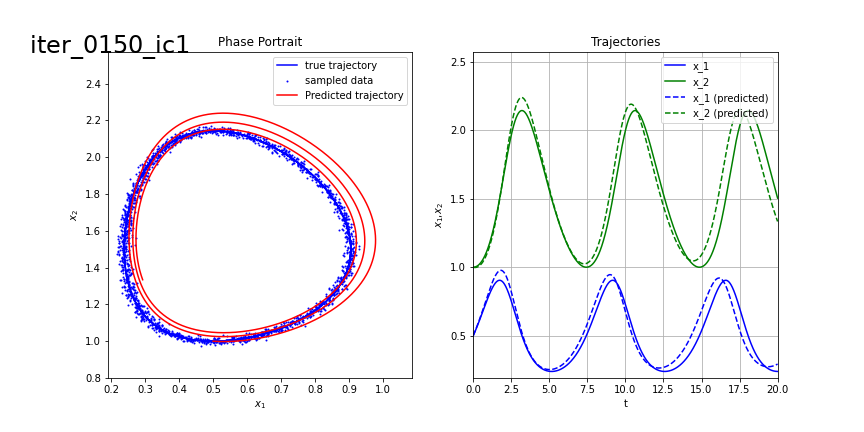 iter_0150_ic1
Phase Portrait
true trajectory
sampled data
Predicted trajectory
2.4
2.2
2.0
1.8
1.6
1.4
1.2
1.0
0.8
x_2
0.2 0.3 0.4 0.5 0.6 0.7 0.8 0.9 1.0
x_1
Trajectories
x_1
x_2
x_1 (predicted)
x_2 (predicted)
2.5
2.0
1.5
1.0
0.5
x_1,x_2
0.0 2.5 5.0 7.5 10.0 12.5 15.0 17.5 20.0
t